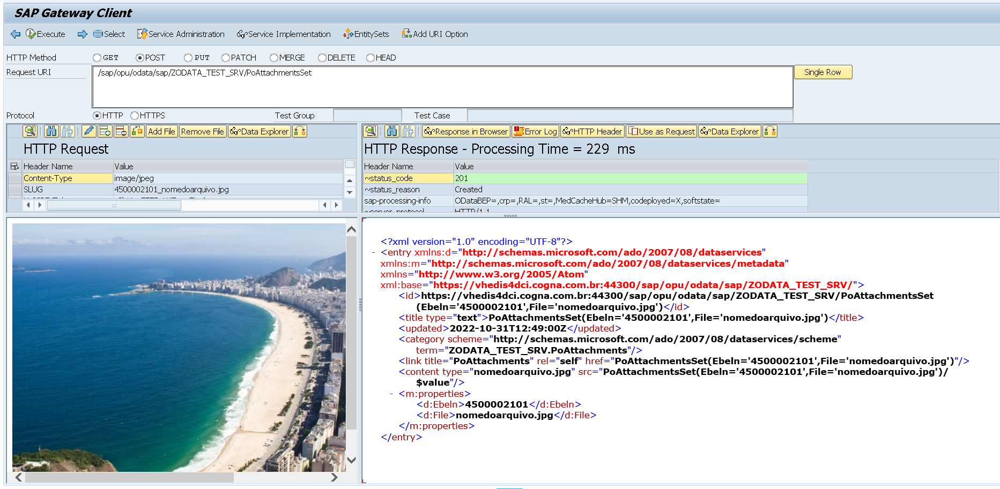 SAP Gateway Client
Execute Select Service Administration Service Implementation EntitySets Add URI Option
HTTP Method GET POST PUT PATCH MERGE DELETE HEAD
Request URI /sap/opu/odata/sap/ZODATA_TEST_SRV/PoAttachmentsSet Single Row
Protocol HTTP HTTPS Test Group Test Case
Add File Remove File Data Explorer
HTTP Request
Header Name Value
Content-Type image/jpeg
SLUG 4500002101_nomedoarquivo.jpg
Response in Browser Error Log HTTP Header Use as Request Data Explorer
HTTP Response - Processing Time = 229 ms
Header Name Value
~status_code 201
~status_reason Created
sap-processing-info ODataBEP=,crp=,RAL=,st=,MedCacheHub=SHM,codeployed=X,softstate=
~server_protocol HTTP/1.1
<?xml version="1.0" encoding="UTF-8"?>
- <entry xmlns:d="http://schemas.microsoft.com/ado/2007/08/dataservices"
xmlns:m="http://schemas.microsoft.com/ado/2007/08/dataservices/metadata"
xmlns="http://www.w3.org/2005/Atom"
xml:base="https://vhedis4dci.cogna.com.br:44300/sap/opu/odata/sap/ZODATA_TEST_SRV/">
<id>https://vhedis4dci.cogna.com.br:44300/sap/opu/odata/sap/ZODATA_TEST_SRV/PoAttachmentsSet
(Ebeln='4500002101',File='nomedoarquivo.jpg')</id>
<title type="text">PoAttachmentsSet(Ebeln='4500002101',File='nomedoarquivo.jpg')</title>
<updated>2022-10-31T12:49:00Z</updated>
<category scheme="http://schemas.microsoft.com/ado/2007/08/dataservices/scheme"
term="ZODATA_TEST_SRV.PoAttachments"/>
<link title="PoAttachments" rel="self" href="PoAttachmentsSet(Ebeln='4500002101',File='nomedoarquivo.jpg')"/>
<content type="nomedoarquivo.jpg" src="PoAttachmentsSet(Ebeln='4500002101',File='nomedoarquivo.jpg')/
$value"/>
- <m:properties>
<d:Ebeln>4500002101</d:Ebeln>
<d:File>nomedoarquivo.jpg</d:File>
</m:properties>
</entry>